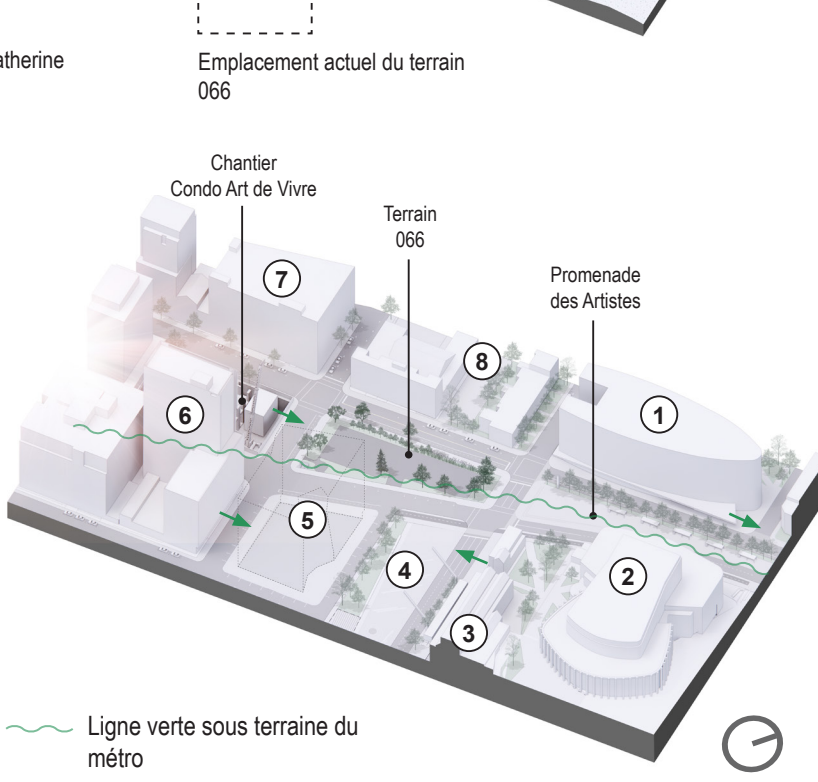 atherine
Emplacement actuel du terrain
066
Chantier
Condo Art de Vivre
Terrain
066
Promenade
des Artistes
7
8
1
6
5
4
2
3
Ligne verte sous terraine du
métro